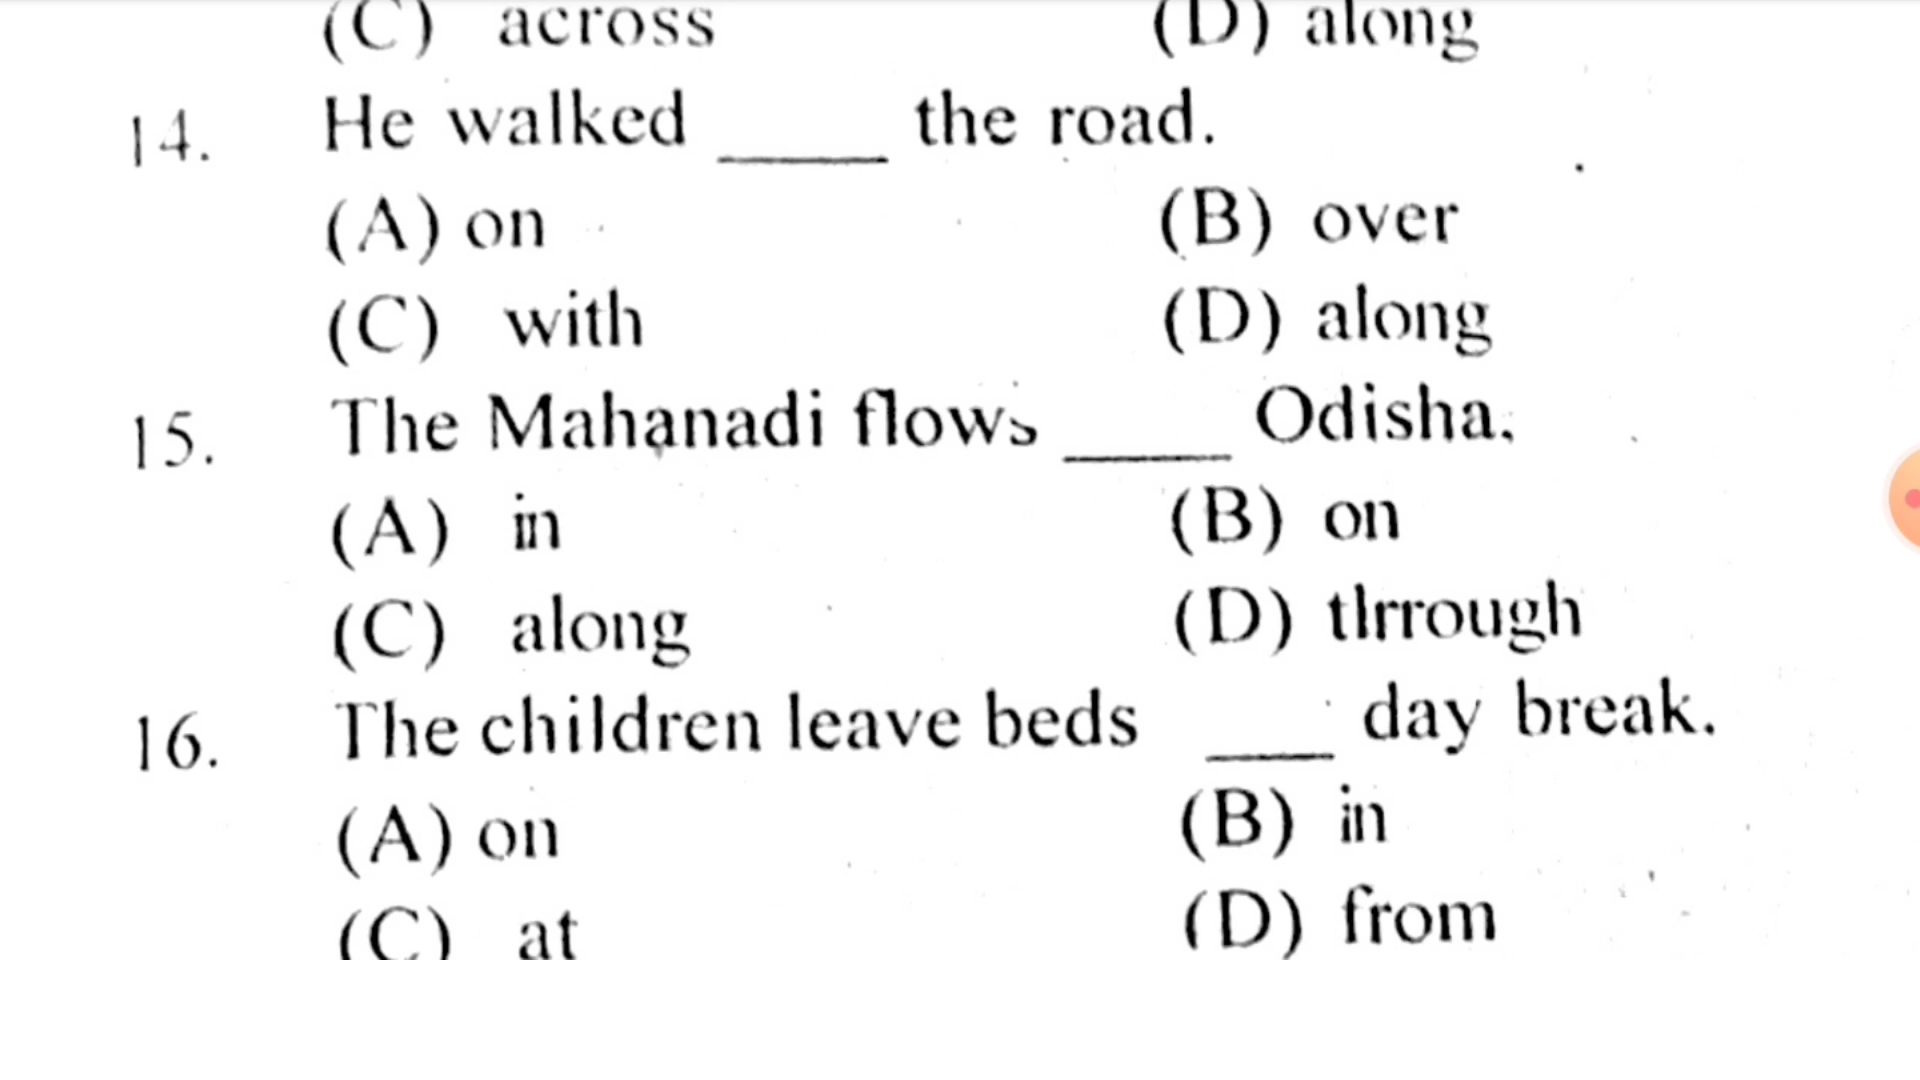 (C) across (D) along
14. He walked ____ the road.
(A) on (B) over
(C) with (D) along
15. The Mahanadi flows ____ Odisha.
(A) in (B) on
(C) along (D) tlrrough
16. The children leave beds ____ day break.
(A) on (B) in
(C) at (D) from